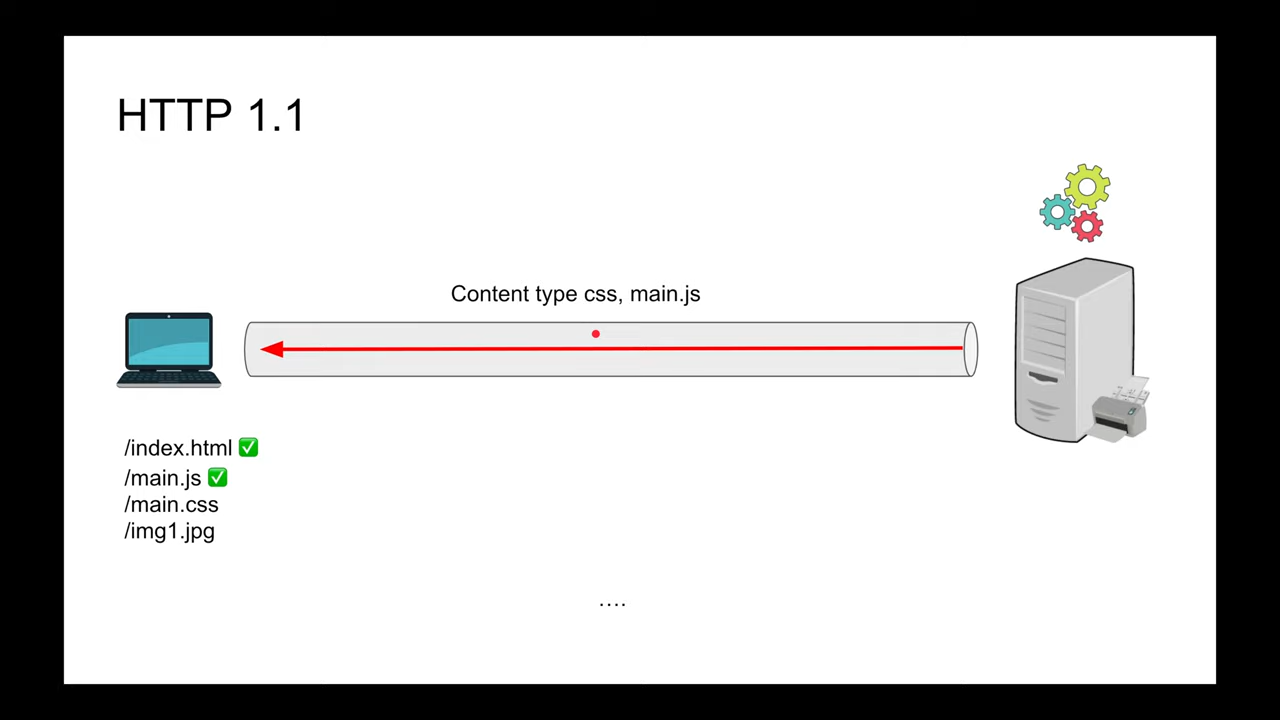 HTTP 1.1
Content type css, main.js
/index.html ✅
/main.js ✅
/main.css
/img1.jpg
....